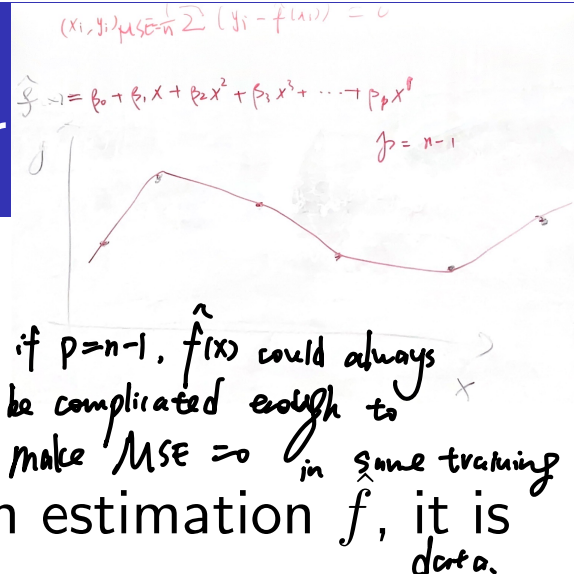 (xi, yi) MSE = 1/n Σ (yi - f(xi)) = 0
f̂ = β₀ + β₁x + β₂x² + β₃x³ + ⋯ + βₚxᵖ
p = n-1
y
x
if p=n-1, f̂(x) could always
be complicated enough to
make MSE =0
in same training
n estimation f̂, it is
data.